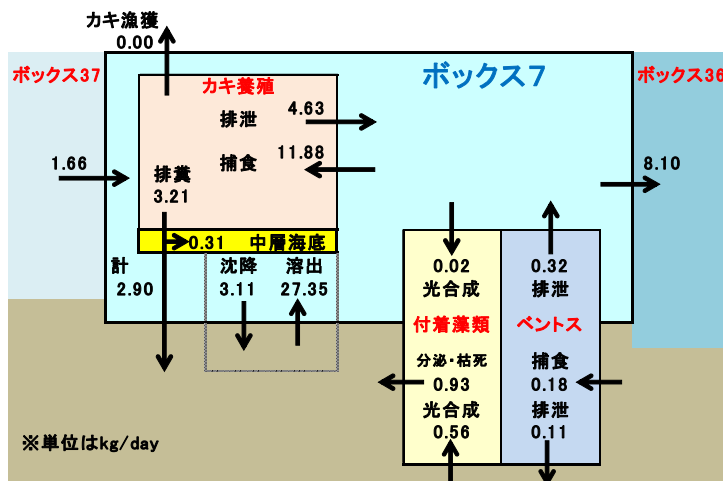 カキ漁獲
0.00
ボックス37
カキ養殖
ボックス7
ボックス36
排泄
4.63
捕食
11.88
1.66
排糞
3.21
8.10
0.31 中層海底
計
2.90
沈降
3.11
溶出
27.35
0.02
光合成
0.32
排泄
付着藻類
ベントス
分泌・枯死
0.93
捕食
0.18
光合成
0.56
排泄
0.11
※単位はkg/day